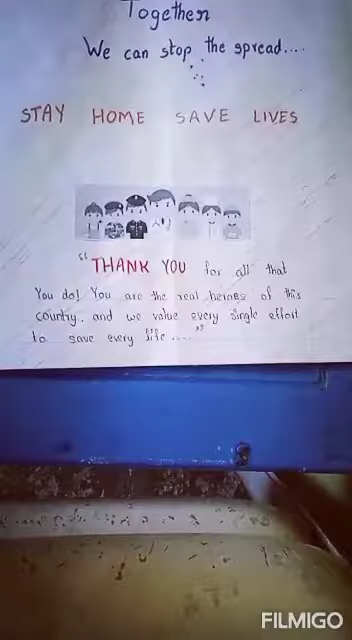 Together
We can stop the spread....
STAY HOME SAVE LIVES
"THANK YOU for all that
You do! You are the real heroes of this
country, and we value every single effort
to save every life ...."
FILMIGO